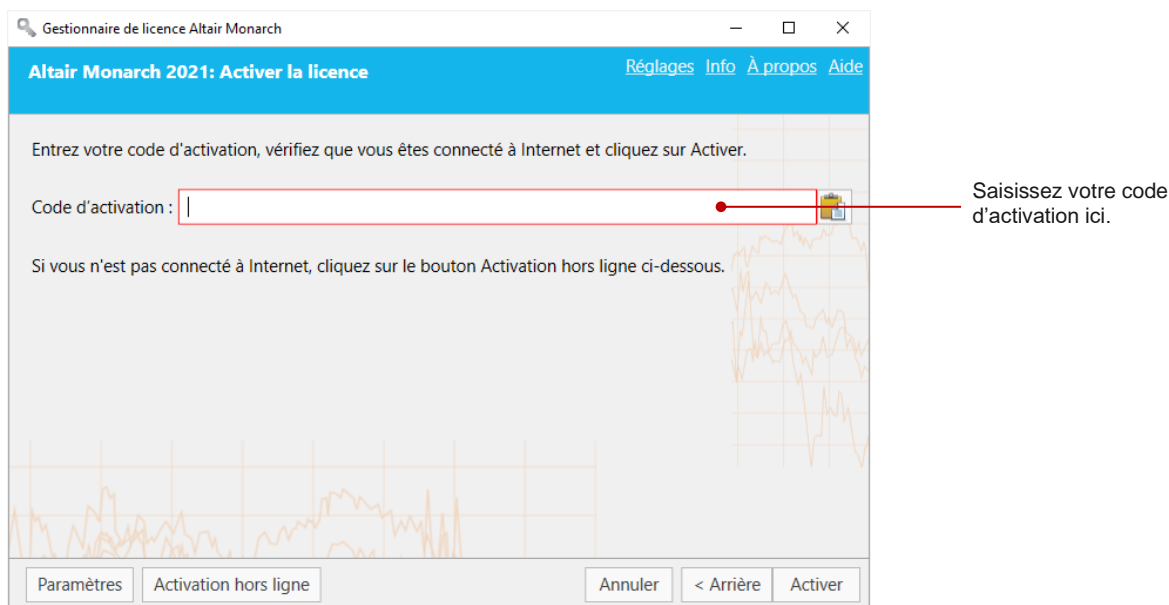 Gestionnaire de licence Altair Monarch
Altair Monarch 2021: Activer la licence
Réglages Info À propos Aide
Entrez votre code d'activation, vérifiez que vous êtes connecté à Internet et cliquez sur Activer.
Code d’activation :
Saisissez votre code
d’activation ici.
Si vous n'est pas connecté à Internet, cliquez sur le bouton Activation hors ligne ci-dessous.
Paramètres Activation hors ligne Annuler < Arrière Activer